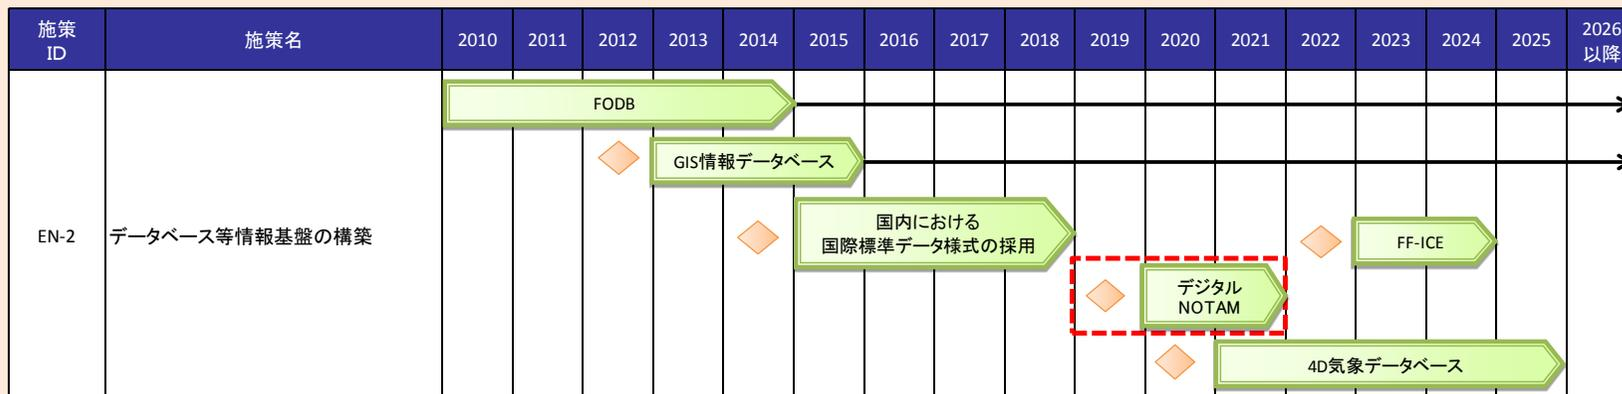 施策
ID
施策名
2010
2011
2012
2013
2014
2015
2016
2017
2018
2019
2020
2021
2022
2023
2024
2025
2026
以降
FODB
GIS情報データベース
国内における
国際標準データ様式の採用
EN-2
データベース等情報基盤の構築
FF-ICE
デジタル
NOTAM
4D気象データベース